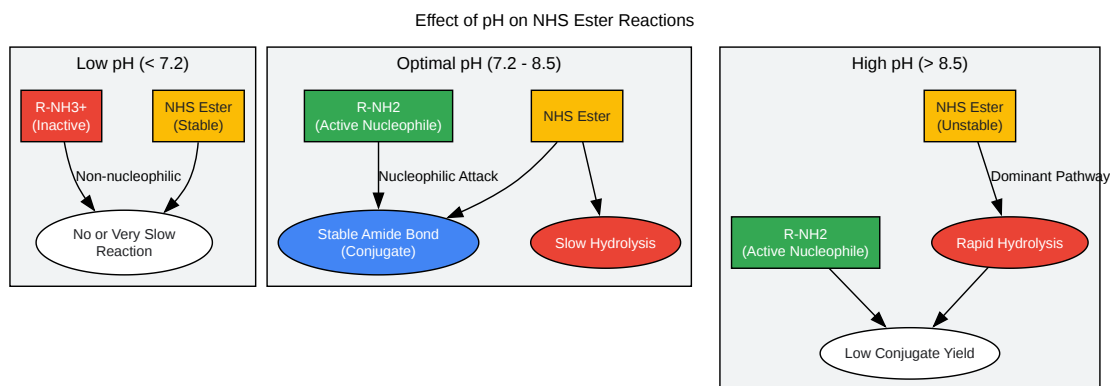 Effect of pH on NHS Ester Reactions
Low pH (< 7.2)
R-NH3+
(Inactive)
NHS Ester
(Stable)
Non-nucleophilic
No or Very Slow
Reaction
Optimal pH (7.2 - 8.5)
R-NH2
(Active Nucleophile)
NHS Ester
Nucleophilic Attack
Stable Amide Bond
(Conjugate)
Slow Hydrolysis
High pH (> 8.5)
NHS Ester
(Unstable)
Dominant Pathway
R-NH2
(Active Nucleophile)
Rapid Hydrolysis
Low Conjugate Yield